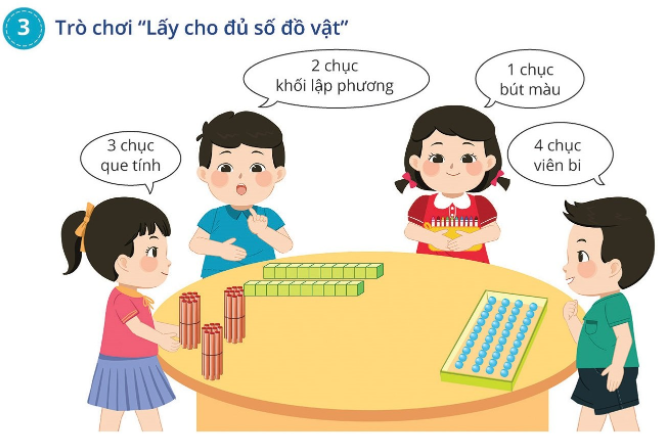 3 Trò chơi “Lấy cho đủ số đồ vật”
2 chục
khối lập phương
1 chục
bút màu
3 chục
que tính
4 chục
viên bi